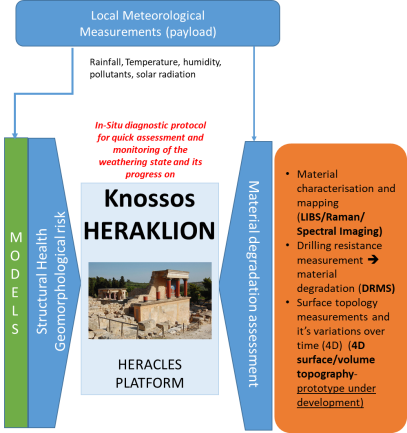 Local Meteorological
Measurements (payload)
Rainfall, Temperature, humidity,
pollutants, solar radiation
In-Situ diagnostic protocol
for quick assessment and
monitoring of the
weathering state and its
progress on
MODELS
Structural Health
Geomorphological risk
Knossos
HERAKLION
HERACLES
PLATFORM
Material degradation assessment
• Material
characterisation and
mapping
(LIBS/Raman/
Spectral Imaging)
• Drilling resistance
measurement ➔
material
degradation (DRMS)
• Surface topology
measurements and
it's variations over
time (4D) (4D
surface/volume
topography-
prototype under
development)